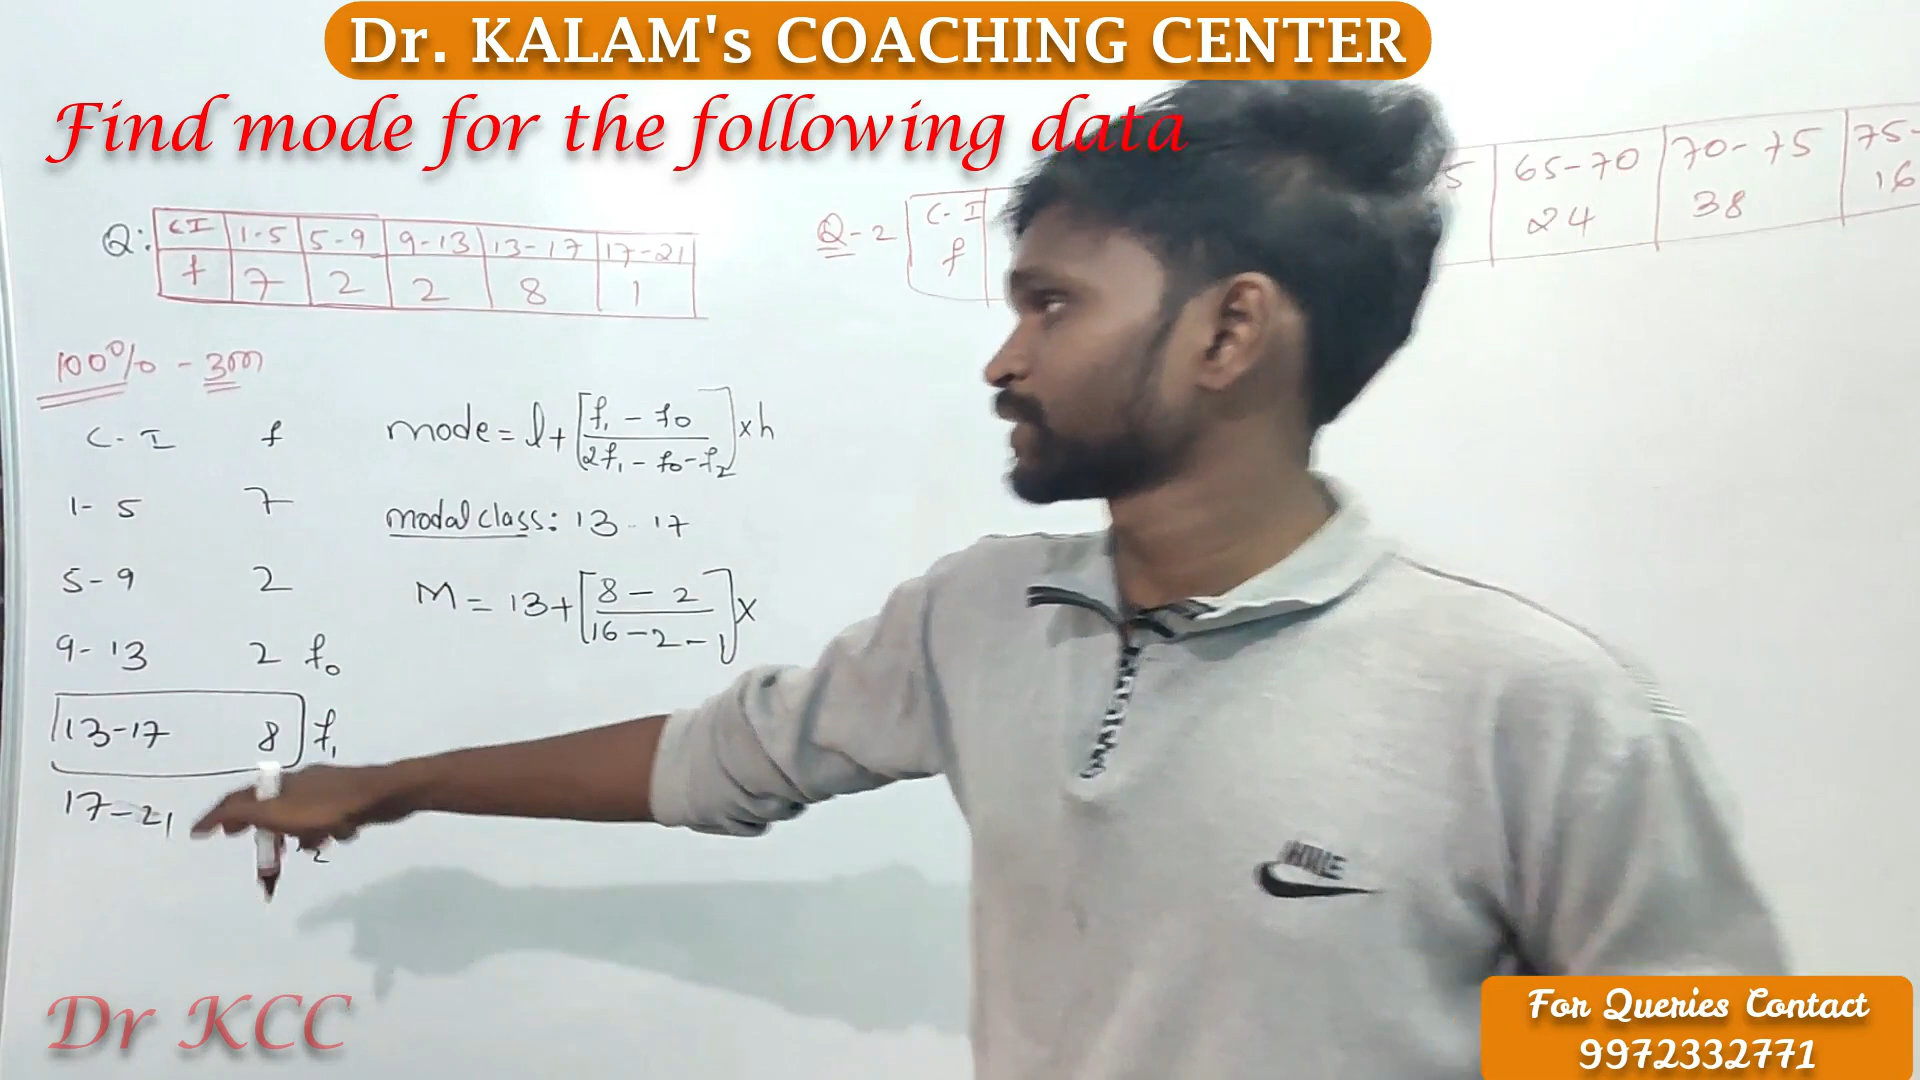 Dr. KALAM's COACHING CENTER
Find mode for the following data
Q: CI 1-5 5-9 9-13 13-17 17-21
f 7 2 2 8 1
Q-2 C-I 5 65-70 70-75 75-
f 24 38 16
100% - 3m
C-I f
1-5 7
5-9 2
9-13 2 f₀
13-17 8 f₁
17-21
₂
mode = l + [f₁ - f₀ / 2f₁ - f₀ - f₂] × h
modal class: 13-17
M = 13 + [8 - 2 / 16 - 2 - 1] ×
Dr KCC
For Queries Contact
9972332771